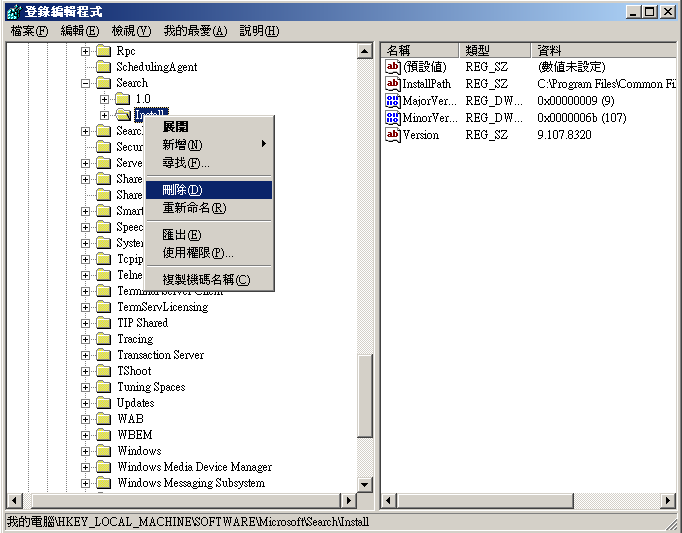 登錄編輯程式
檔案(F) 編輯(E) 檢視(V) 我的最愛(A) 說明(H)
Rpc
SchedulingAgent
Search
1.0
Install
Searc
Secur
Serve
Share
Share
Smart
Speec
System
Tcpip
Telne
Terminal Server Client
TermServLicensing
TIP Shared
Tracing
Transaction Server
TShoot
Tuning Spaces
Updates
WAB
WBEM
Windows
Windows Media Device Manager
Windows Messaging Subsystem
展開
新增(N)
尋找(F)...
刪除(D)
重新命名(R)
匯出(E)
使用權限(P)...
複製機碼名稱(C)
名稱 類型 資料
(預設值) REG_SZ (數值未設定)
InstallPath REG_SZ C:\Program Files\Common Fil
MajorVer... REG_DW... 0x00000009 (9)
MinorVer... REG_DW... 0x0000006b (107)
Version REG_SZ 9.107.8320
我的電腦\HKEY_LOCAL_MACHINE\SOFTWARE\Microsoft\Search\Install